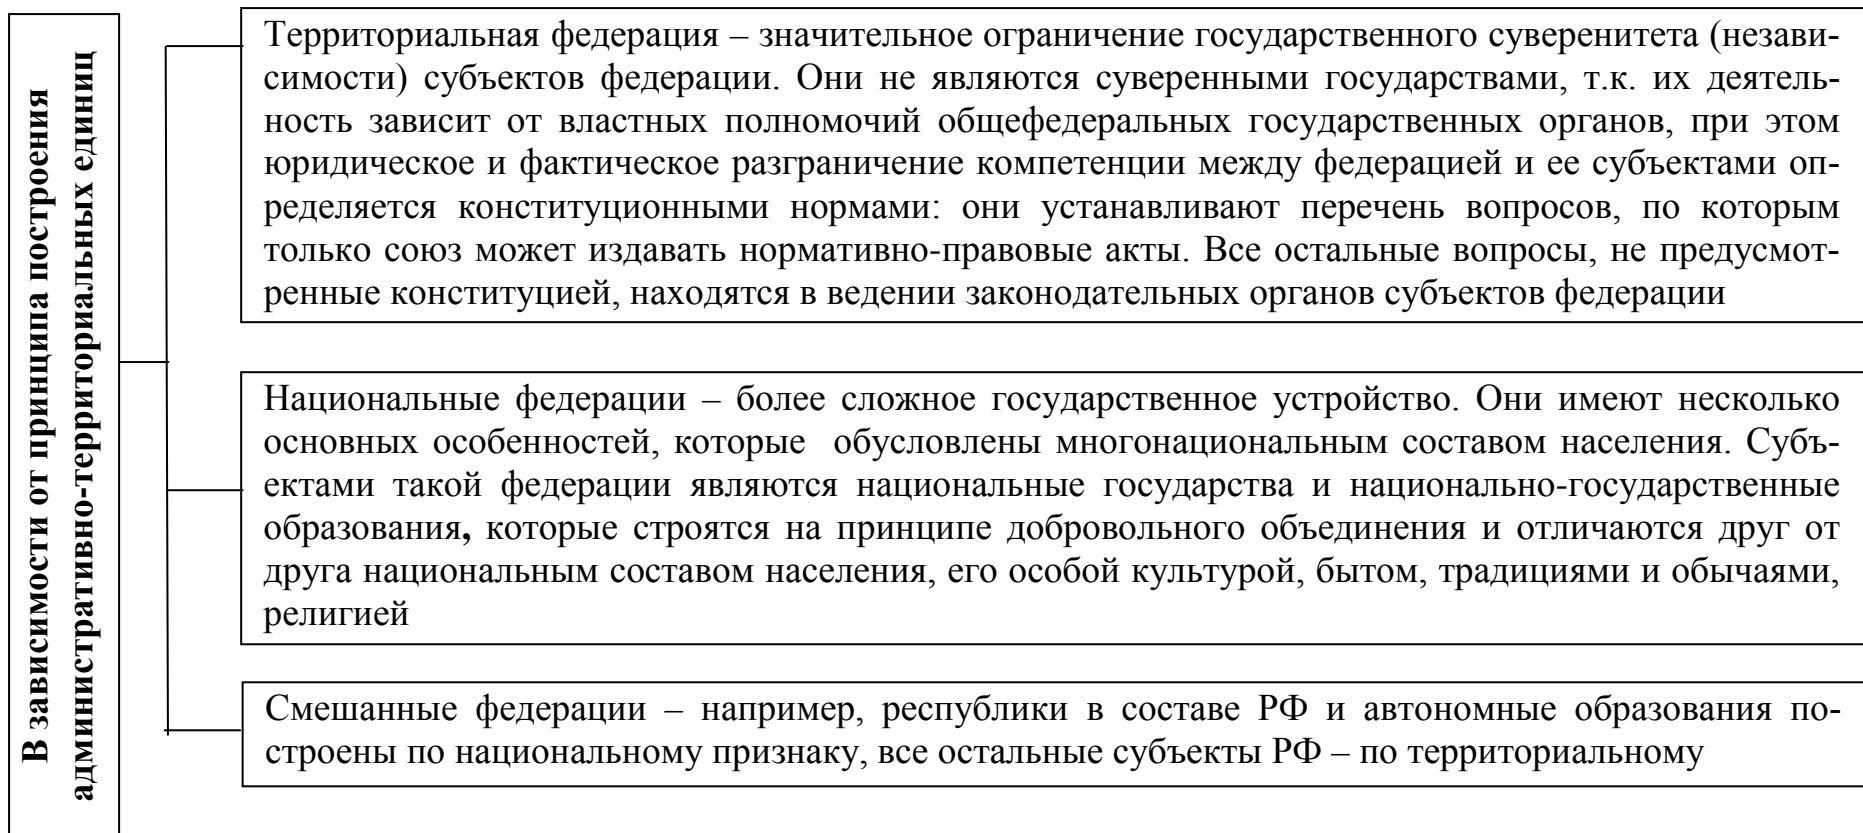 В зависимости от принципа построения
административно-территориальных единиц
Территориальная федерация – значительное ограничение государственного суверенитета (незави-
симости) субъектов федерации. Они не являются суверенными государствами, т.к. их деятель-
ность зависит от властных полномочий общефедеральных государственных органов, при этом
юридическое и фактическое разграничение компетенции между федерацией и ее субъектами оп-
ределяется конституционными нормами: они устанавливают перечень вопросов, по которым
только союз может издавать нормативно-правовые акты. Все остальные вопросы, не предусмот-
ренные конституцией, находятся в ведении законодательных органов субъектов федерации
Национальные федерации – более сложное государственное устройство. Они имеют несколько
основных особенностей, которые обусловлены многонациональным составом населения. Субъ-
ектами такой федерации являются национальные государства и национально-государственные
образования, которые строятся на принципе добровольного объединения и отличаются друг от
друга национальным составом населения, его особой культурой, бытом, традициями и обычаями,
религией
Смешанные федерации – например, республики в составе РФ и автономные образования по-
строены по национальному признаку, все остальные субъекты РФ – по территориальному